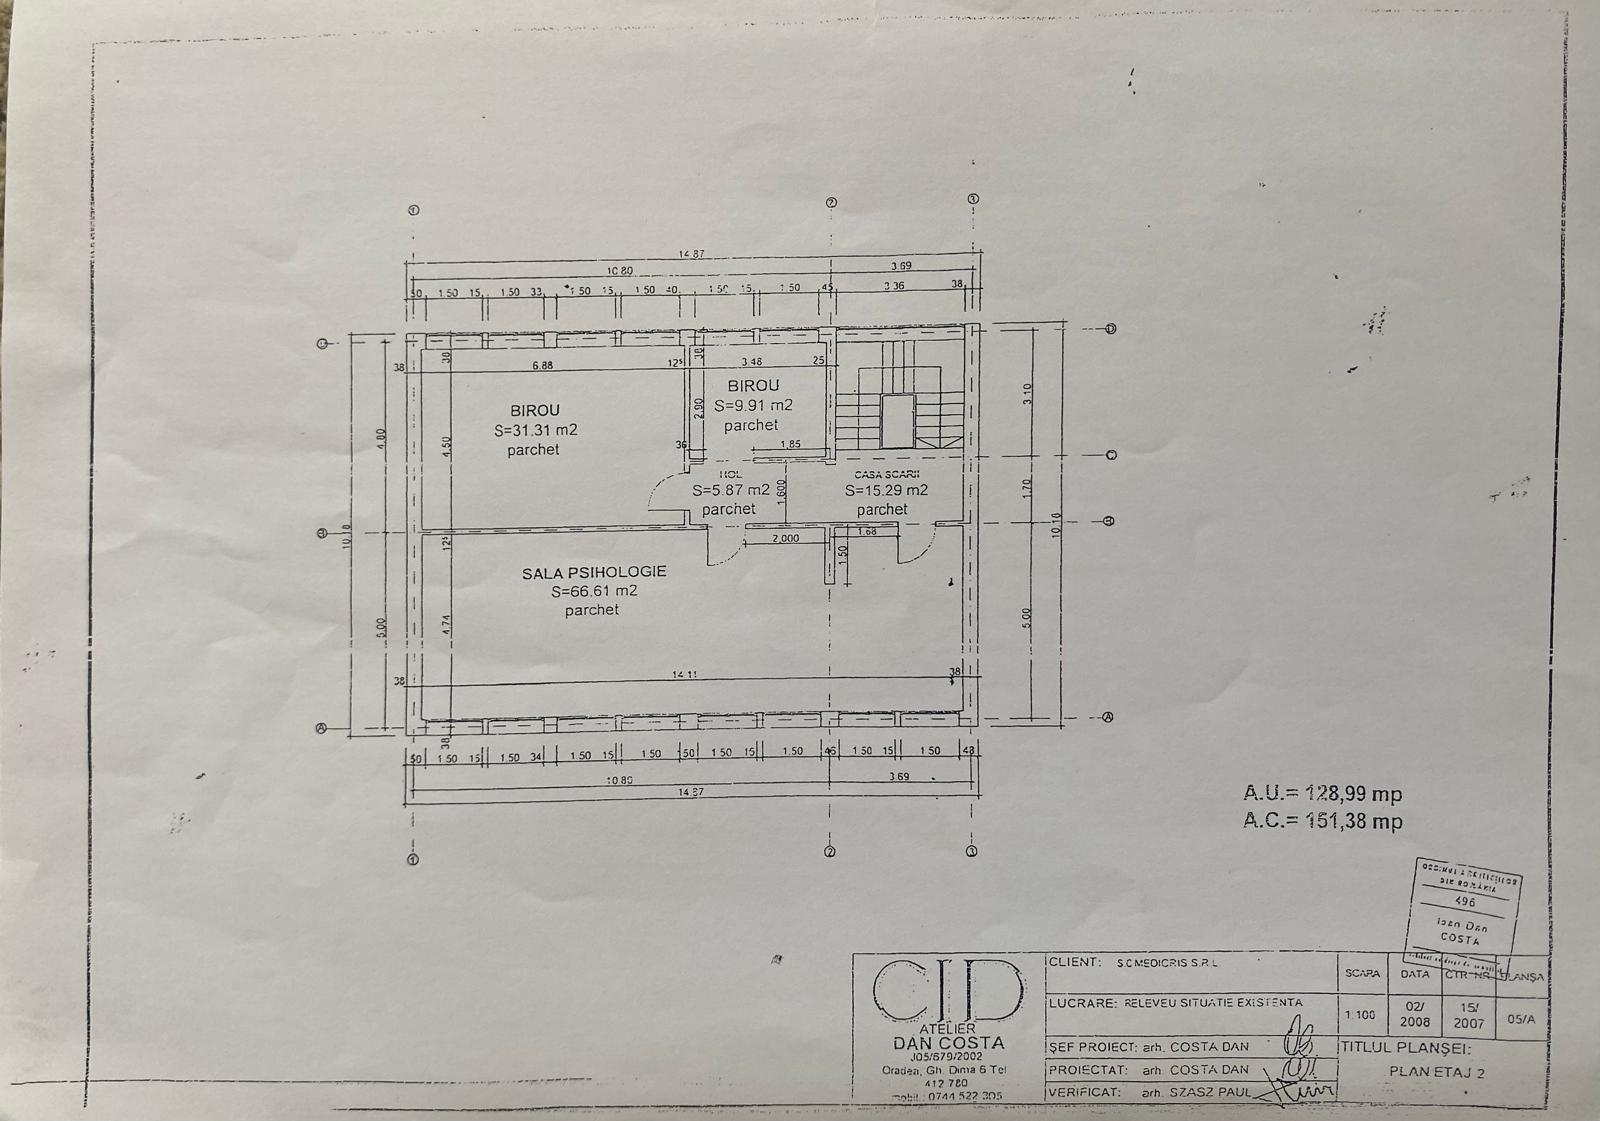 1
2
3
14.87
10.80
3.69
50 1.50 15 1.50 33 1.50 15 1.50 40 1.50 15 1.50 45 3.36 38
D
38 6.88 12⁵ 38 3.48 25
38
BIROU
S=31.31 m2
parchet
BIROU
S=9.91 m2
parchet
2.90
36
1.85
4.80
4.50
3.10
C
HOL
S=5.87 m2
parchet
1.600
CASA SCARII
S=15.29 m2
parchet
1.70
B
B
10.10
10.10
12⁵
2,000
1.68
1.50
SALA PSIHOLOGIE
S=66.61 m2
parchet
5.00
4.74
5.00
38 14.11 38
A
A
38
50 1.50 15 1.50 34 1.50 15 1.50 50 1.50 15 1.50 46 1.50 15 1.50 48
10.80
3.69
14.87
1
2
3
A.U.= 128,99 mp
A.C.= 151,38 mp
ORDINUL ARHITECTILOR
DIN ROMÂNIA
496
Ioan Dan
COSTA
CID
ATELIER
DAN COSTA
J05/679/2002
Oradea, Gh. Dima 6 Tel
412 780
mobil.: 0744 522 305
CLIENT: S.C MEDICRIS S.R.L
LUCRARE: RELEVEU SITUATIE EXISTENTA
ŞEF PROIECT: arh. COSTA DAN
PROIECTAT: arh. COSTA DAN
VERIFICAT: arh. SZASZ PAUL
SCARA DATA CTR. NR. PLANSA
1:100 02/2008 15/2007 05/A
TITLUL PLANŞEI:
PLAN ETAJ 2